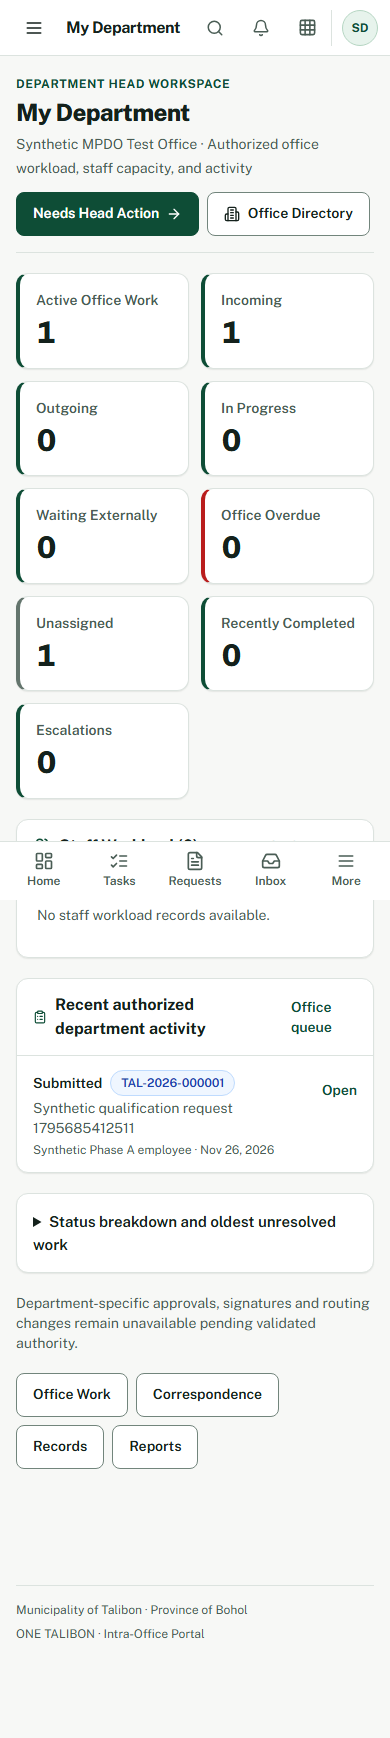 My Department
SD
DEPARTMENT HEAD WORKSPACE
My Department
Synthetic MPDO Test Office · Authorized office
workload, staff capacity, and activity
Needs Head Action →
Office Directory
Active Office Work
1
Incoming
1
Outgoing
0
In Progress
0
Waiting Externally
0
Office Overdue
0
Unassigned
1
Recently Completed
0
Escalations
0
Home
Tasks
Requests
Inbox
More
No staff workload records available.
Recent authorized
department activity
Office
queue
Submitted TAL-2026-000001
Open
Synthetic qualification request
1795685412511
Synthetic Phase A employee · Nov 26, 2026
Status breakdown and oldest unresolved
work
Department-specific approvals, signatures and routing
changes remain unavailable pending validated
authority.
Office Work
Correspondence
Records
Reports
Municipality of Talibon · Province of Bohol
ONE TALIBON · Intra-Office Portal